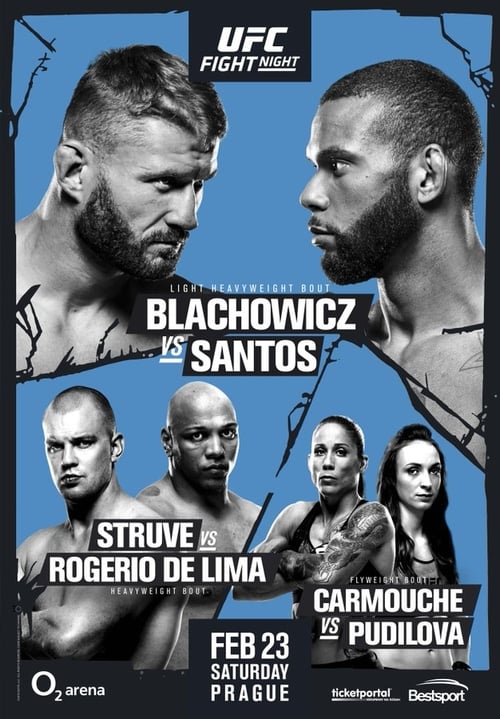 UFC
FIGHT NIGHT
LIGHT HEAVYWEIGHT BOUT
BLACHOWICZ
VS SANTOS
STRUVE VS
ROGERIO DE LIMA
HEAVYWEIGHT BOUT
FLYWEIGHT BOUT
CARMOUCHE
VS PUDILOVA
FEB 23
SATURDAY
PRAGUE
O2 arena
ticketportal
Bestsport